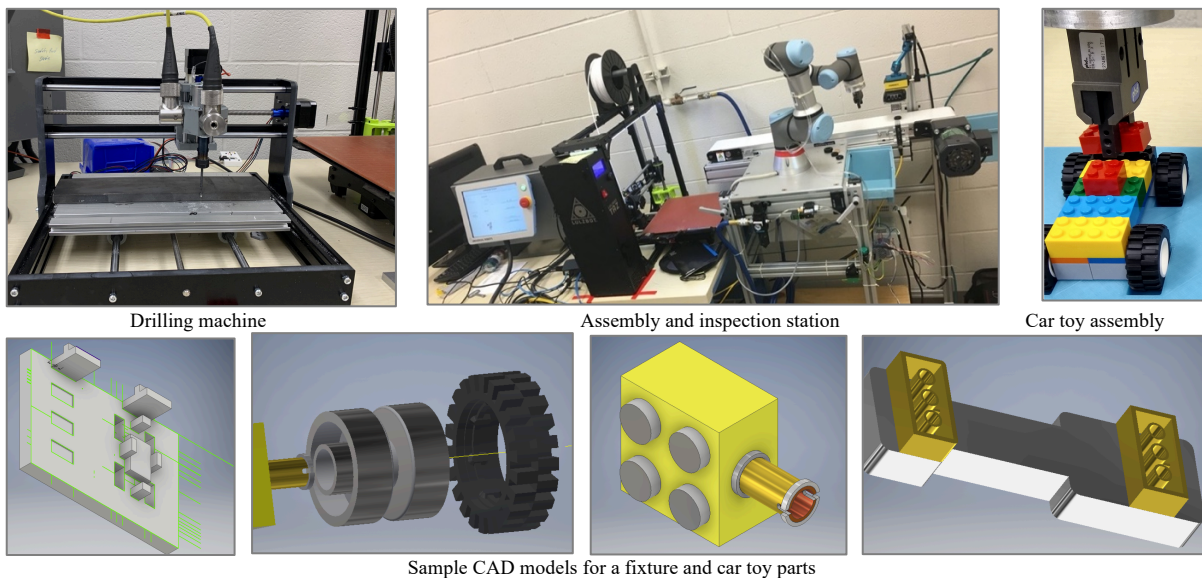 Drilling machine
Assembly and inspection station
Car toy assembly
Sample CAD models for a fixture and car toy parts